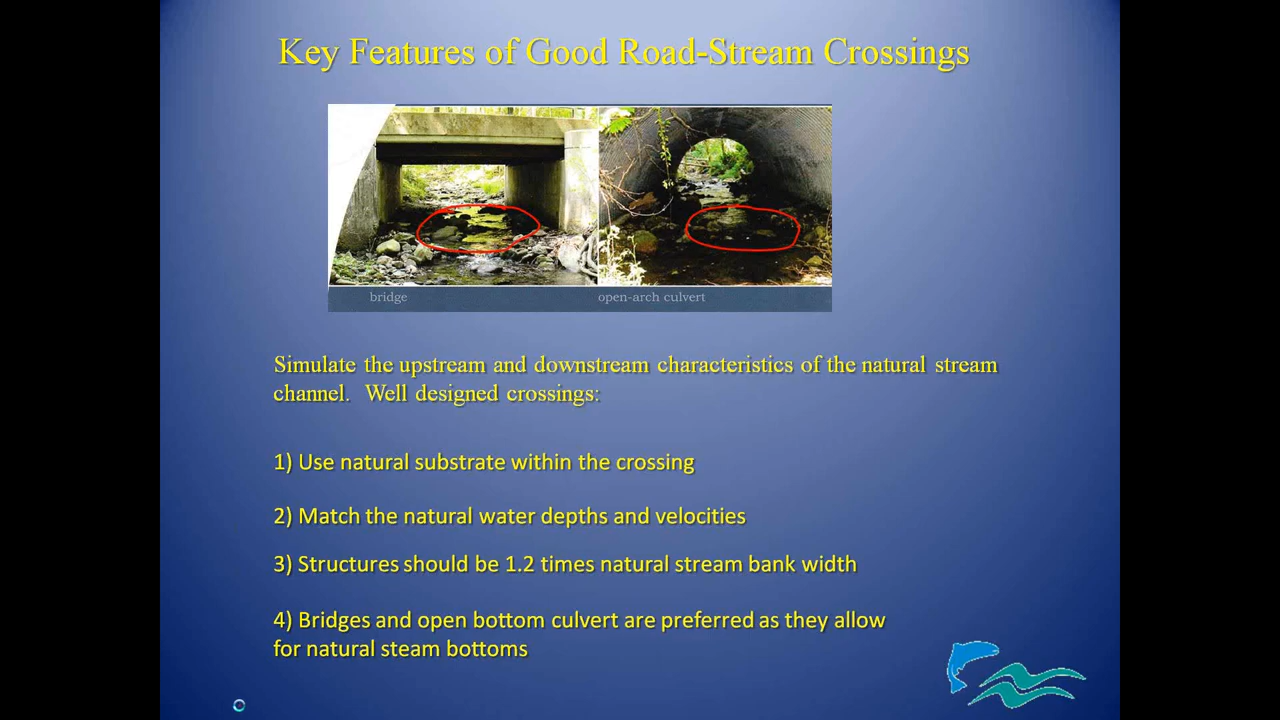 Key Features of Good Road-Stream Crossings
bridge
open-arch culvert
Simulate the upstream and downstream characteristics of the natural stream
channel. Well designed crossings:
1) Use natural substrate within the crossing
2) Match the natural water depths and velocities
3) Structures should be 1.2 times natural stream bank width
4) Bridges and open bottom culvert are preferred as they allow
for natural steam bottoms